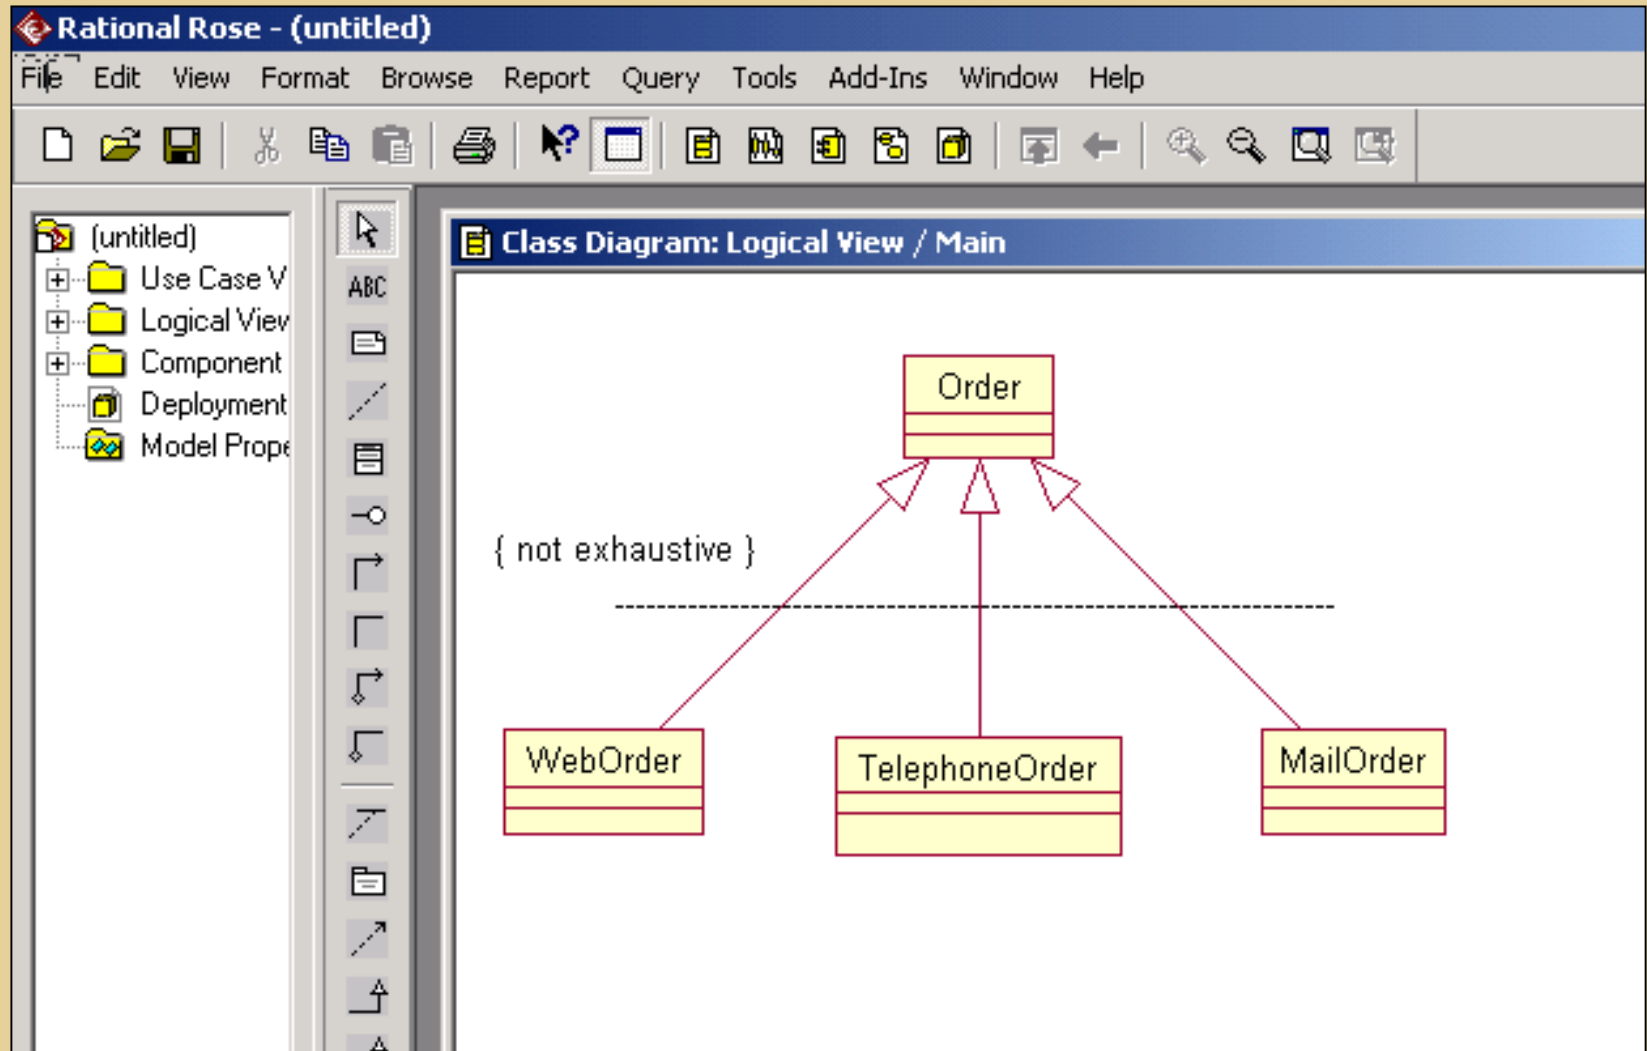 Rational Rose - (untitled)
File Edit View Format Browse Report Query Tools Add-Ins Window Help
(untitled)
Use Case V
Logical View
Component
Deployment
Model Prope
ABC
Class Diagram: Logical View / Main
Order
{ not exhaustive }
WebOrder
TelephoneOrder
MailOrder